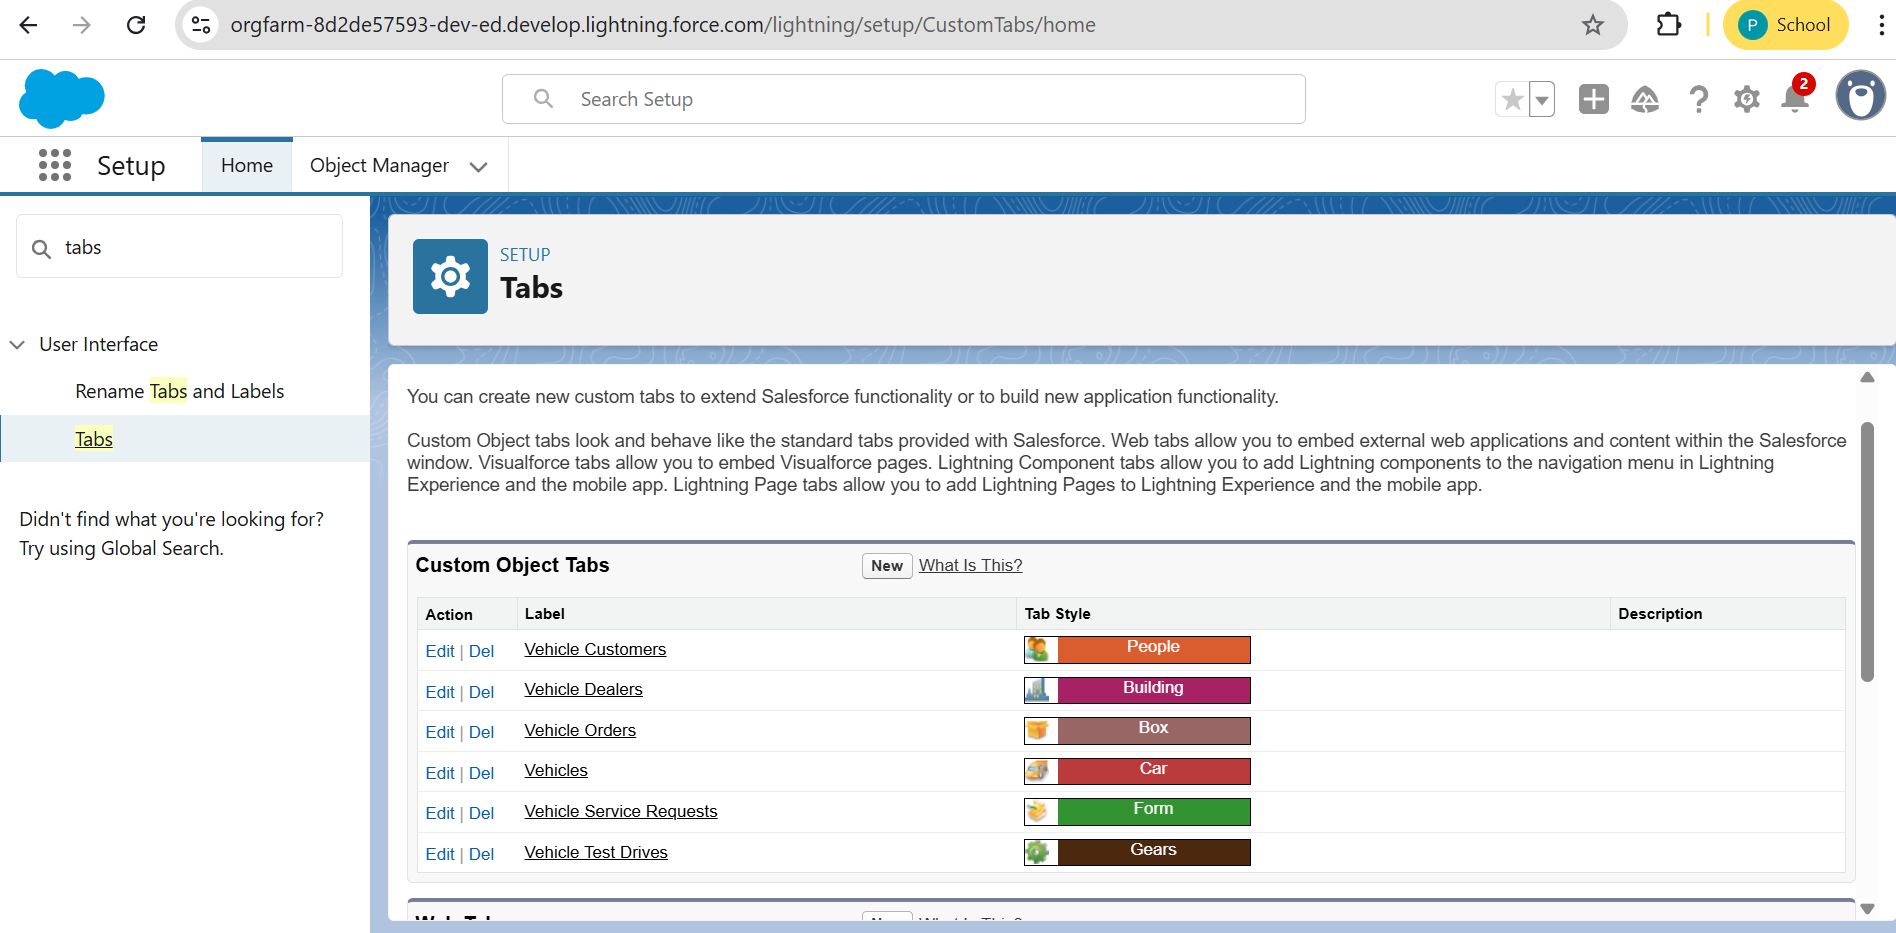 orgfarm-8d2de57593-dev-ed.develop.lightning.force.com/lightning/setup/CustomTabs/home
P School
Search Setup
2
Setup
Home
Object Manager
tabs
User Interface
Rename Tabs and Labels
Tabs
Didn't find what you're looking for?
Try using Global Search.
SETUP
Tabs
You can create new custom tabs to extend Salesforce functionality or to build new application functionality.
Custom Object tabs look and behave like the standard tabs provided with Salesforce. Web tabs allow you to embed external web applications and content within the Salesforce
window. Visualforce tabs allow you to embed Visualforce pages. Lightning Component tabs allow you to add Lightning components to the navigation menu in Lightning
Experience and the mobile app. Lightning Page tabs allow you to add Lightning Pages to Lightning Experience and the mobile app.
Custom Object Tabs New What Is This?
Action Label Tab Style Description
Edit | Del Vehicle Customers People
Edit | Del Vehicle Dealers Building
Edit | Del Vehicle Orders Box
Edit | Del Vehicles Car
Edit | Del Vehicle Service Requests Form
Edit | Del Vehicle Test Drives Gears